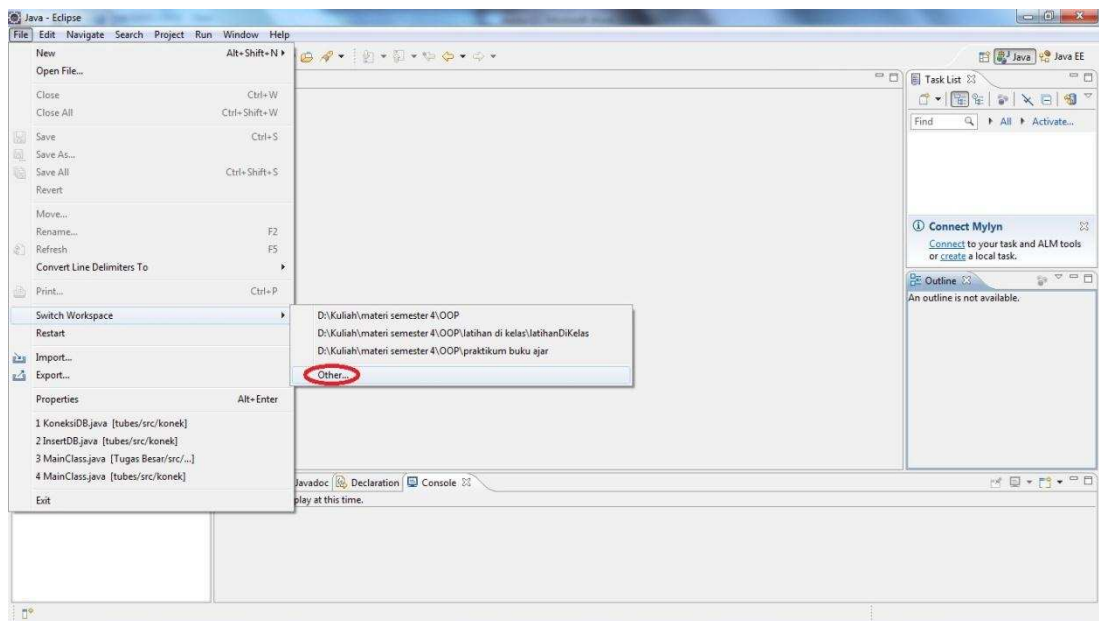 Java - Eclipse
File Edit Navigate Search Project Run Window Help
New Alt+Shift+N
Open File...
Close Ctrl+W
Close All Ctrl+Shift+W
Save Ctrl+S
Save As...
Save All Ctrl+Shift+S
Revert
Move...
Rename... F2
Refresh F5
Convert Line Delimiters To
Print... Ctrl+P
Switch Workspace
Restart
Import...
Export...
Properties Alt+Enter
1 KoneksiDB.java [tubes/src/konek]
2 InsertDB.java [tubes/src/konek]
3 MainClass.java [Tugas Besar/src/...]
4 MainClass.java [tubes/src/konek]
Exit
D:\Kuliah\materi semester 4\OOP
D:\Kuliah\materi semester 4\OOP\latihan di kelas\latihanDiKelas
D:\Kuliah\materi semester 4\OOP\praktikum buku ajar
Other...
Java Java EE
Task List
Find All Activate...
Connect Mylyn
Connect to your task and ALM tools
or create a local task.
Outline
An outline is not available.
Javadoc Declaration Console
play at this time.